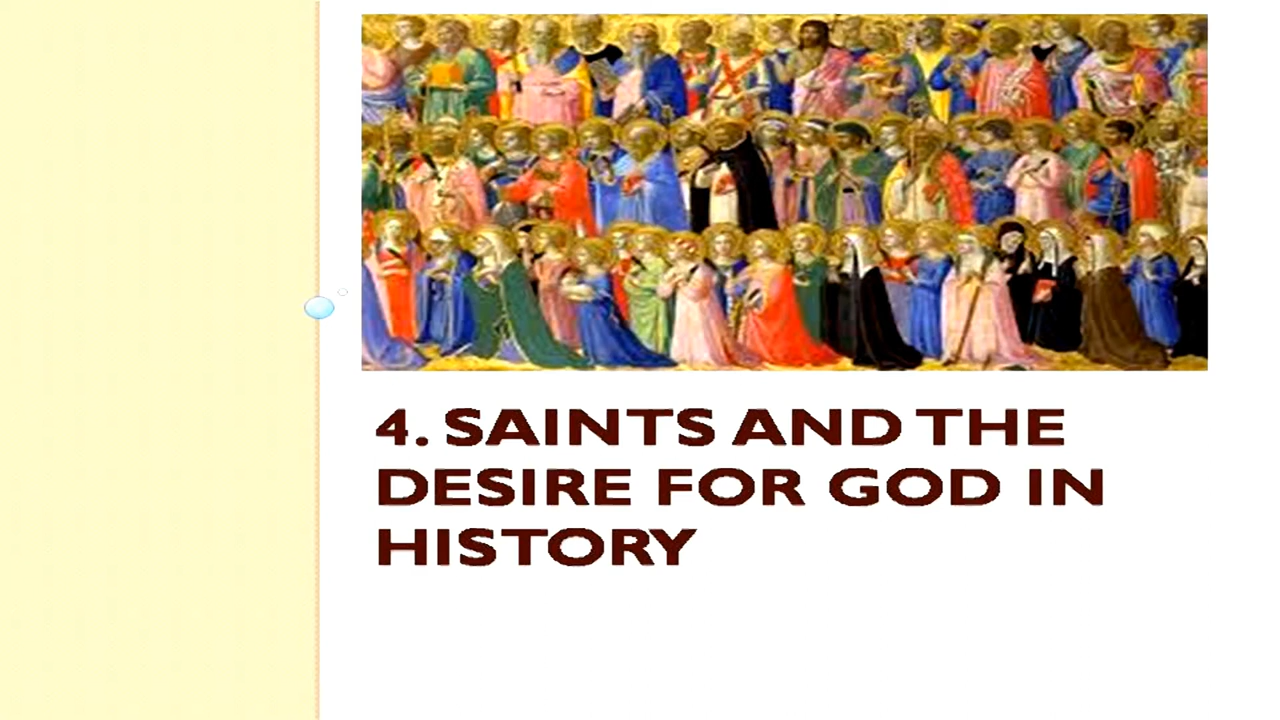 4. SAINTS AND THE
DESIRE FOR GOD IN
HISTORY